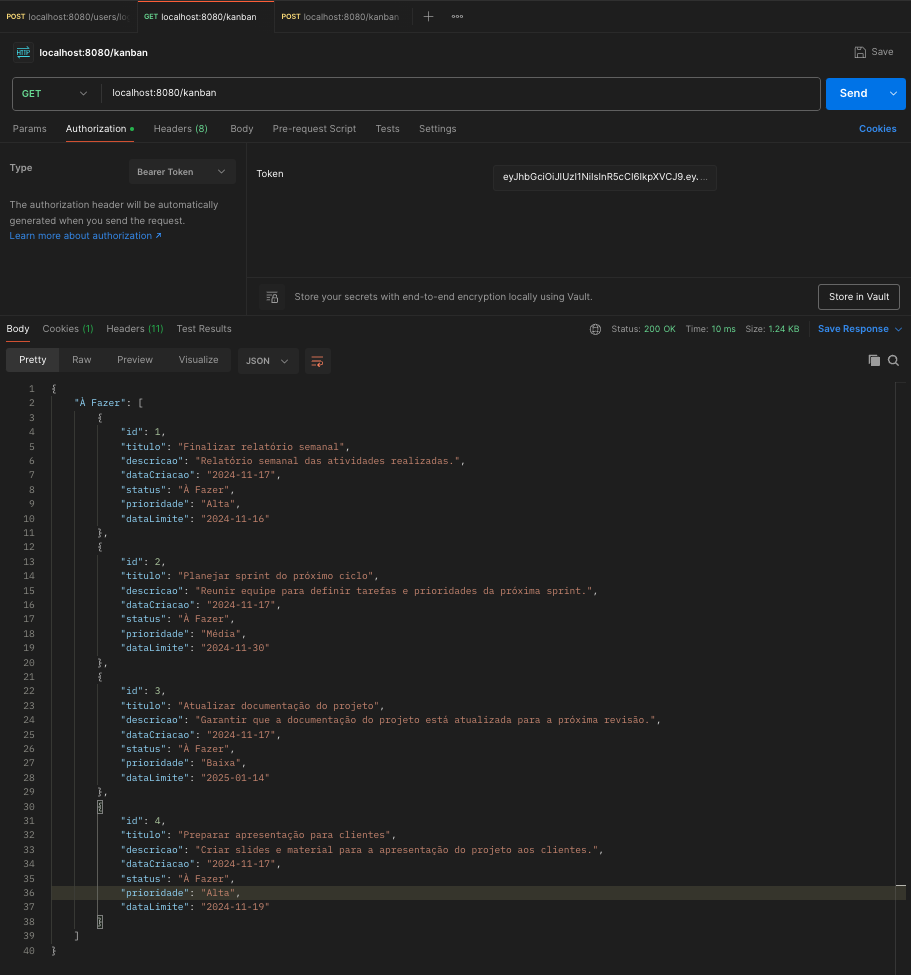 POST localhost:8080/users/lo
GET localhost:8080/kanban
POST localhost:8080/kanban
HTTP localhost:8080/kanban
Save
GET localhost:8080/kanban
Send
Params Authorization Headers (8) Body Pre-request Script Tests Settings Cookies
Type Bearer Token
Token eyJhbGciOiJIUzI1NiIsInR5cCI6IkpXVCJ9.ey. ...
The authorization header will be automatically
generated when you send the request.
Learn more about authorization ↗
Store your secrets with end-to-end encryption locally using Vault.
Store in Vault
Body Cookies (1) Headers (11) Test Results
Status: 200 OK Time: 10 ms Size: 1.24 KB Save Response
Pretty Raw Preview Visualize JSON
1 {
2 "À Fazer": [
3 {
4 "id": 1,
5 "titulo": "Finalizar relatório semanal",
6 "descricao": "Relatório semanal das atividades realizadas.",
7 "dataCriacao": "2024-11-17",
8 "status": "À Fazer",
9 "prioridade": "Alta",
10 "dataLimite": "2024-11-16"
11 },
12 {
13 "id": 2,
14 "titulo": "Planejar sprint do próximo ciclo",
15 "descricao": "Reunir equipe para definir tarefas e prioridades da próxima sprint.",
16 "dataCriacao": "2024-11-17",
17 "status": "À Fazer",
18 "prioridade": "Média",
19 "dataLimite": "2024-11-30"
20 },
21 {
22 "id": 3,
23 "titulo": "Atualizar documentação do projeto",
24 "descricao": "Garantir que a documentação do projeto está atualizada para a próxima revisão.",
25 "dataCriacao": "2024-11-17",
26 "status": "À Fazer",
27 "prioridade": "Baixa",
28 "dataLimite": "2025-01-14"
29 },
30 {
31 "id": 4,
32 "titulo": "Preparar apresentação para clientes",
33 "descricao": "Criar slides e material para a apresentação do projeto aos clientes.",
34 "dataCriacao": "2024-11-17",
35 "status": "À Fazer",
36 "prioridade": "Alta",
37 "dataLimite": "2024-11-19"
38 }
39 ]
40 }